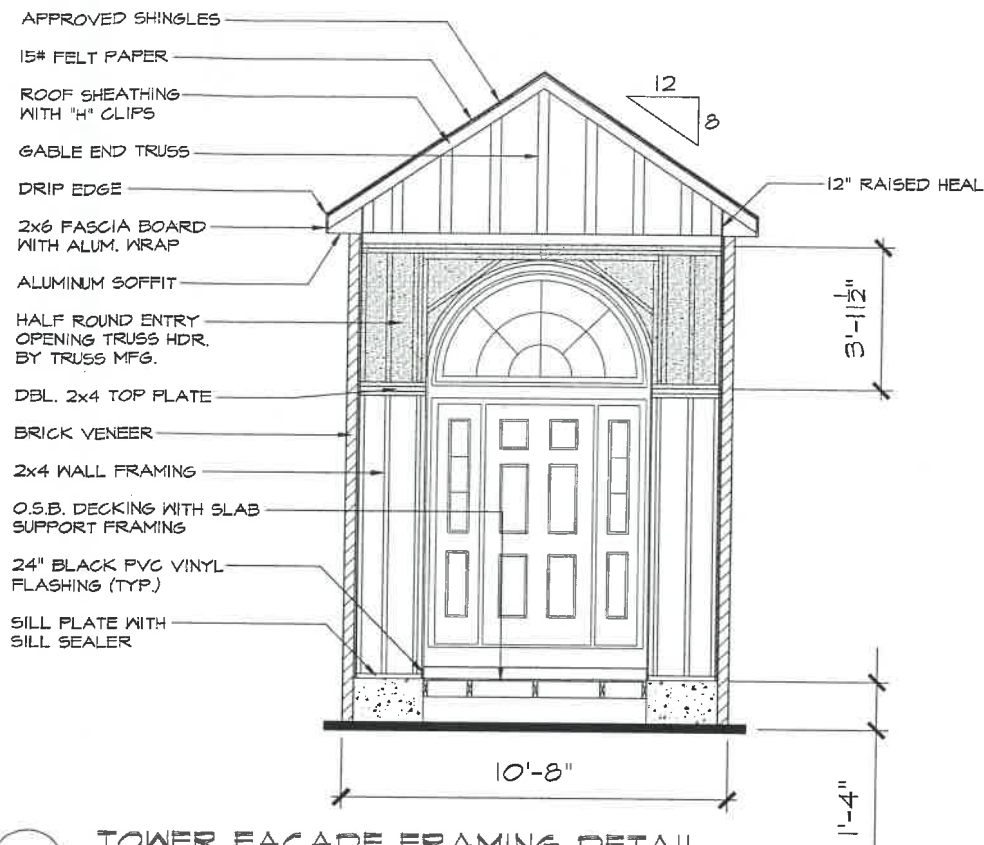 APPROVED SHINGLES
15# FELT PAPER
ROOF SHEATHING
WITH "H" CLIPS
GABLE END TRUSS
DRIP EDGE
2x6 FASCIA BOARD
WITH ALUM. WRAP
ALUMINUM SOFFIT
HALF ROUND ENTRY
OPENING TRUSS HDR.
BY TRUSS MFG.
DBL. 2x4 TOP PLATE
BRICK VENEER
2x4 WALL FRAMING
O.S.B. DECKING WITH SLAB
SUPPORT FRAMING
24" BLACK PVC VINYL
FLASHING (TYP.)
SILL PLATE WITH
SILL SEALER
12
8
12" RAISED HEAL
3'-11 1/2"
10'-8"
1'-4"
TOWER FACADE FRAMING DETAIL